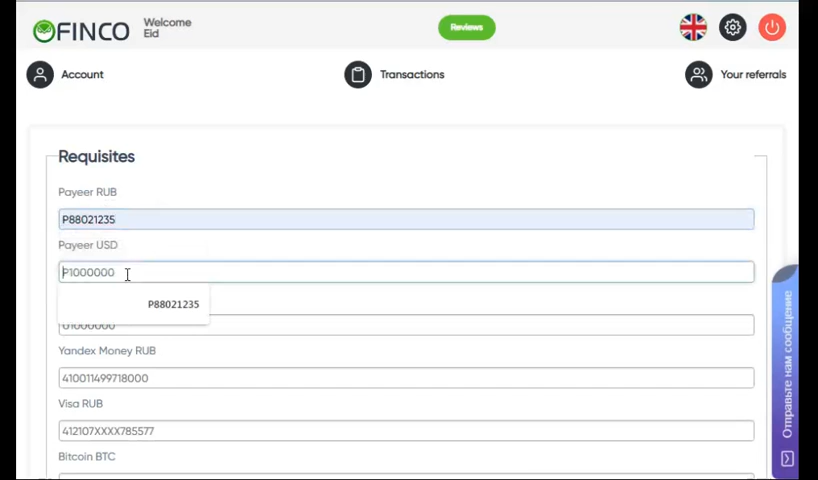 FINCO
Welcome
Eid
Reviews
Account
Transactions
Your referrals
Requisites
Payeer RUB
P88021235
Payeer USD
P1000000
P88021235
U1000000
Yandex Money RUB
410011499718000
Visa RUB
412107XXXX785577
Bitcoin BTC
Отправьте нам сообщение